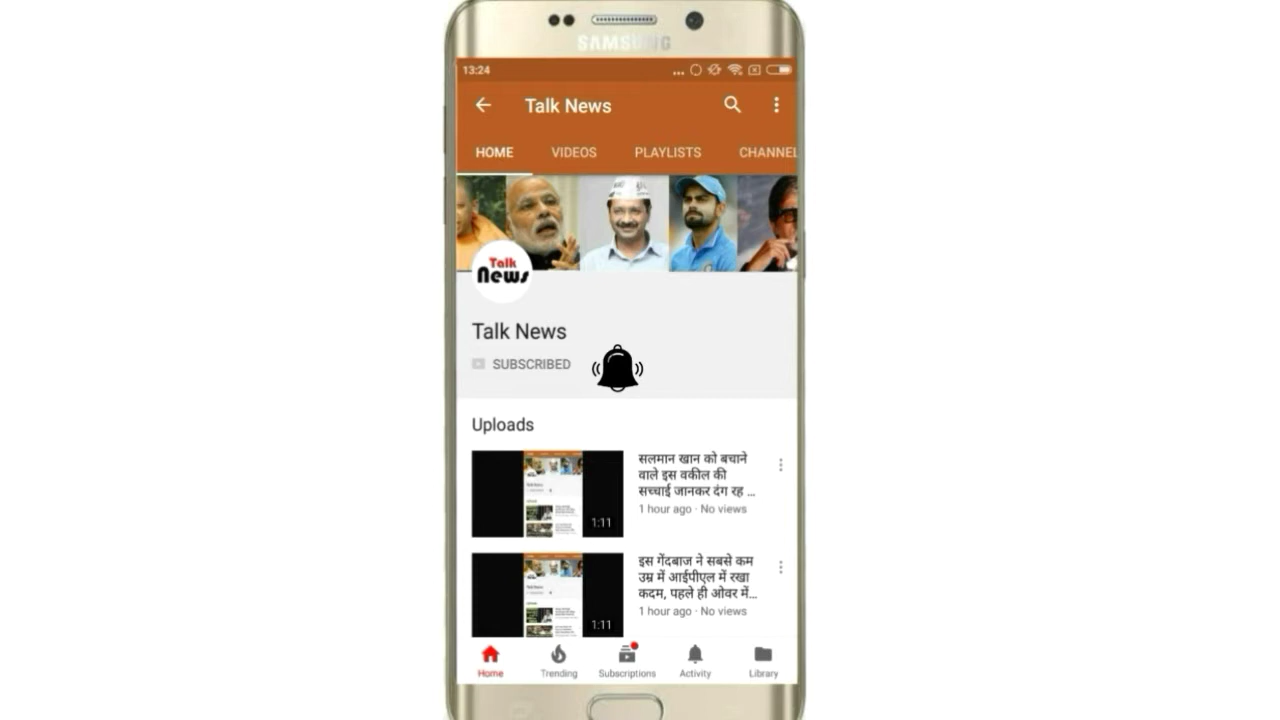 SAMSUNG
13:24
Talk News
HOME VIDEOS PLAYLISTS CHANNEL
Talk
News
Talk News
SUBSCRIBED
Uploads
सलमान खान को बचाने
वाले इस वकील की
सच्चाई जानकर दंग रह ...
1 hour ago · No views
1:11
इस गेंदबाज ने सबसे कम
उम्र में आईपीएल में रखा
कदम, पहले ही ओवर में...
1 hour ago · No views
1:11
Home Trending Subscriptions Activity Library